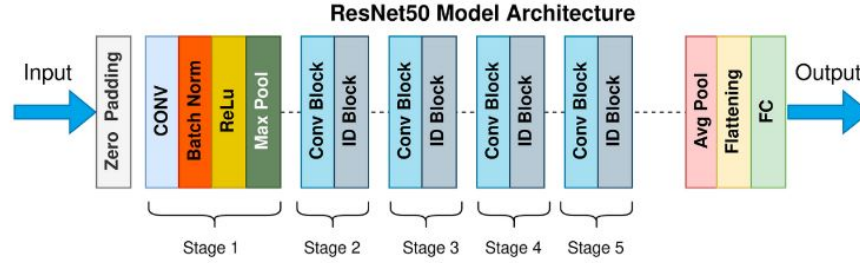 ResNet50 Model Architecture
Input
Zero Padding
CONV
Batch Norm
ReLu
Max Pool
Conv Block
ID Block
Conv Block
ID Block
Conv Block
ID Block
Conv Block
ID Block
Avg Pool
Flattening
FC
Output
Stage 1
Stage 2
Stage 3
Stage 4
Stage 5